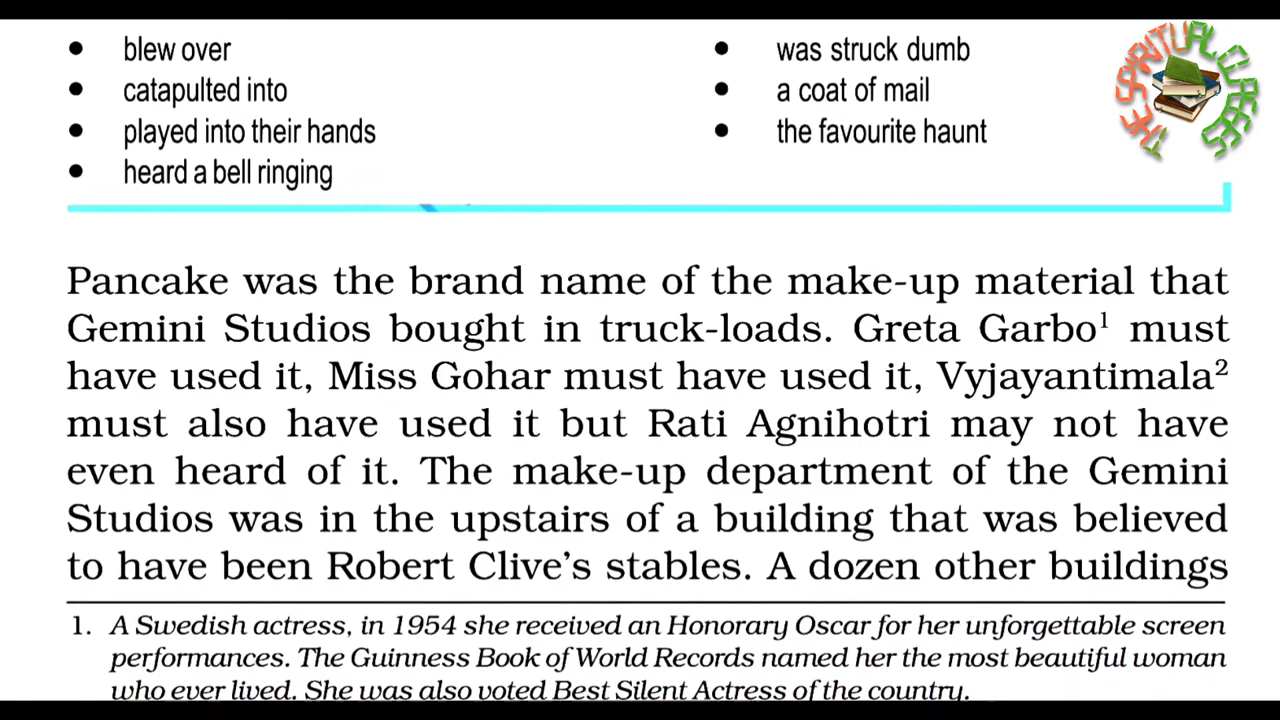 blew over
was struck dumb
catapulted into
a coat of mail
played into their hands
the favourite haunt
heard a bell ringing
THE SPIRITUAL CUPEES
Pancake was the brand name of the make-up material that
Gemini Studios bought in truck-loads. Greta Garbo¹ must
have used it, Miss Gohar must have used it, Vyjayantimala²
must also have used it but Rati Agnihotri may not have
even heard of it. The make-up department of the Gemini
Studios was in the upstairs of a building that was believed
to have been Robert Clive's stables. A dozen other buildings
1. A Swedish actress, in 1954 she received an Honorary Oscar for her unforgettable screen
performances. The Guinness Book of World Records named her the most beautiful woman
who ever lived. She was also voted Best Silent Actress of the country.